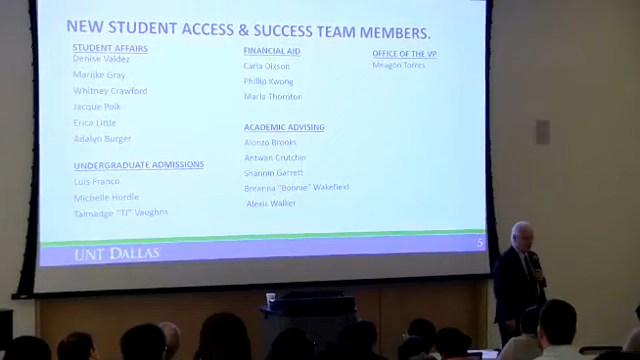 NEW STUDENT ACCESS & SUCCESS TEAM MEMBERS.
STUDENT AFFAIRS
Denise Valdez
Marijke Gray
Whitney Crawford
Jacque Polk
Erica Little
Adalyn Burger
UNDERGRADUATE ADMISSIONS
Luis Franco
Michelle Hurdle
Talmadge "TJ" Vaughns
FINANCIAL AID
Carla Dixson
Phillip Kwong
Marla Thornton
ACADEMIC ADVISING
Alonzo Brooks
Antwan Crutcher
Shannin Garrett
Breanna "Bonnie" Wakefield
Alexis Walker
OFFICE OF THE VP
Meagon Torres
UNT DALLAS
5